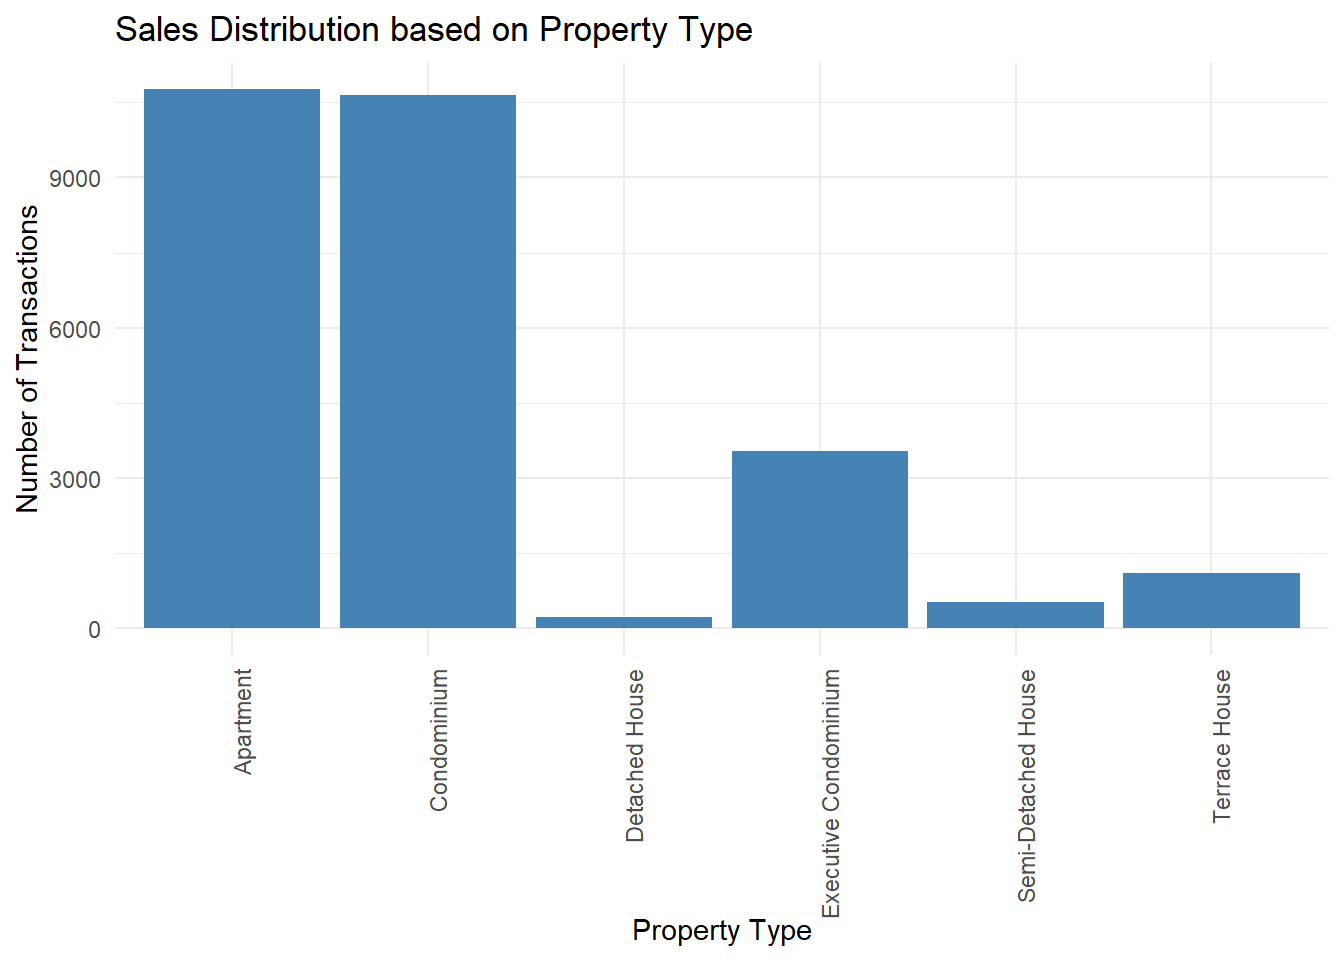 Sales Distribution based on Property Type
Number of Transactions
9000
6000
3000
0
Apartment
Condominium
Detached House
Executive Condominium
Semi-Detached House
Terrace House
Property Type